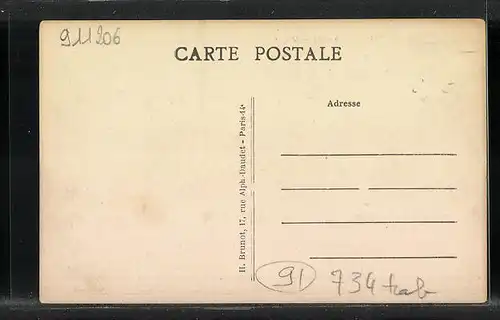 911206
CARTE POSTALE
Adresse
H. Brunot, 17, rue Alph.-Daudet - Paris-14ᵉ
91
734